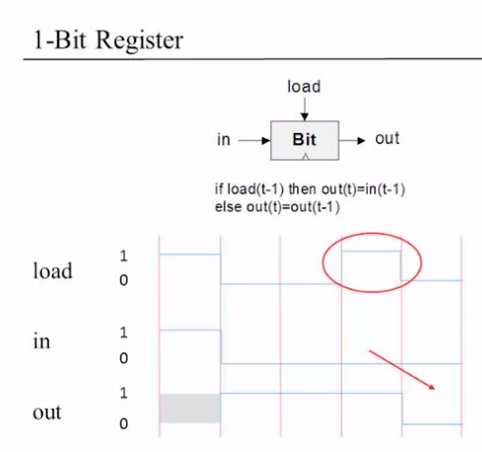 1-Bit Register
load
in Bit out
if load(t-1) then out(t)=in(t-1)
else out(t)=out(t-1)
load 1
0
in 1
0
out 1
0